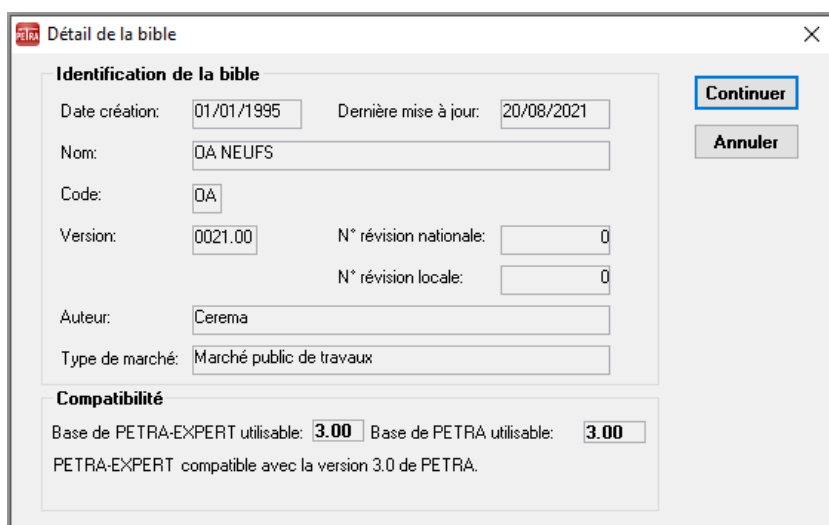 PETRA
Détail de la bible
Identification de la bible
Date création: 01/01/1995 Dernière mise à jour: 20/08/2021
Continuer
Nom: OA NEUFS
Annuler
Code: OA
Version: 0021.00 N° révision nationale: 0
N° révision locale: 0
Auteur: Cerema
Type de marché: Marché public de travaux
Compatibilité
Base de PETRA-EXPERT utilisable: 3.00 Base de PETRA utilisable: 3.00
PETRA-EXPERT compatible avec la version 3.0 de PETRA.